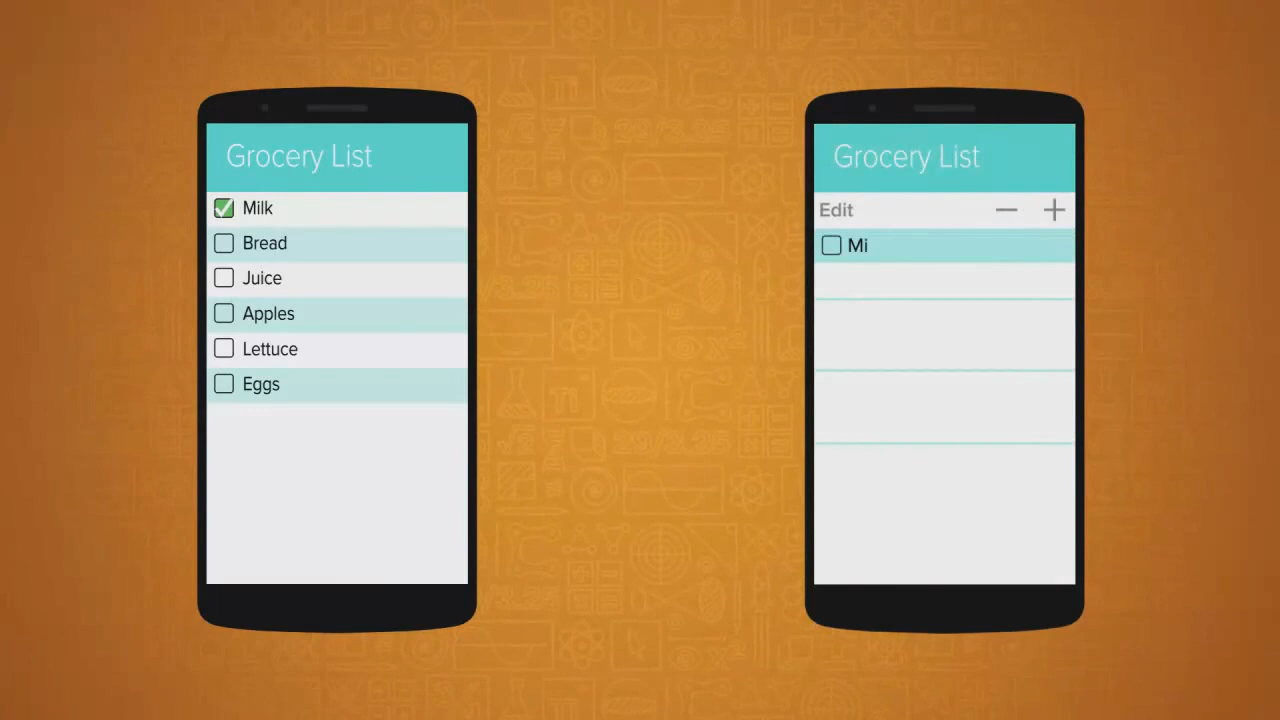 Grocery List
Milk
Bread
Juice
Apples
Lettuce
Eggs
Grocery List
Edit
Mi